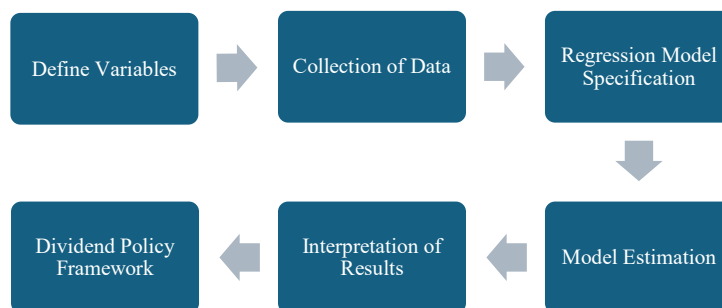 Define Variables
Collection of Data
Regression Model
Specification
Model Estimation
Interpretation of
Results
Dividend Policy
Framework